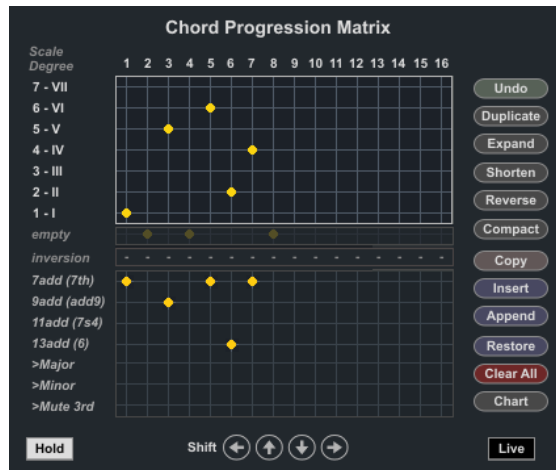 Chord Progression Matrix
Scale
Degree
1 2 3 4 5 6 7 8 9 10 11 12 13 14 15 16
7 - VII
6 - VI
5 - V
4 - IV
3 - III
2 - II
1 - I
empty
inversion - - - - - - - - - - - - - - - -
7add (7th)
9add (add9)
11add (7s4)
13add (6)
>Major
>Minor
>Mute 3rd
Undo
Duplicate
Expand
Shorten
Reverse
Compact
Copy
Insert
Append
Restore
Clear All
Chart
Hold
Shift
Live